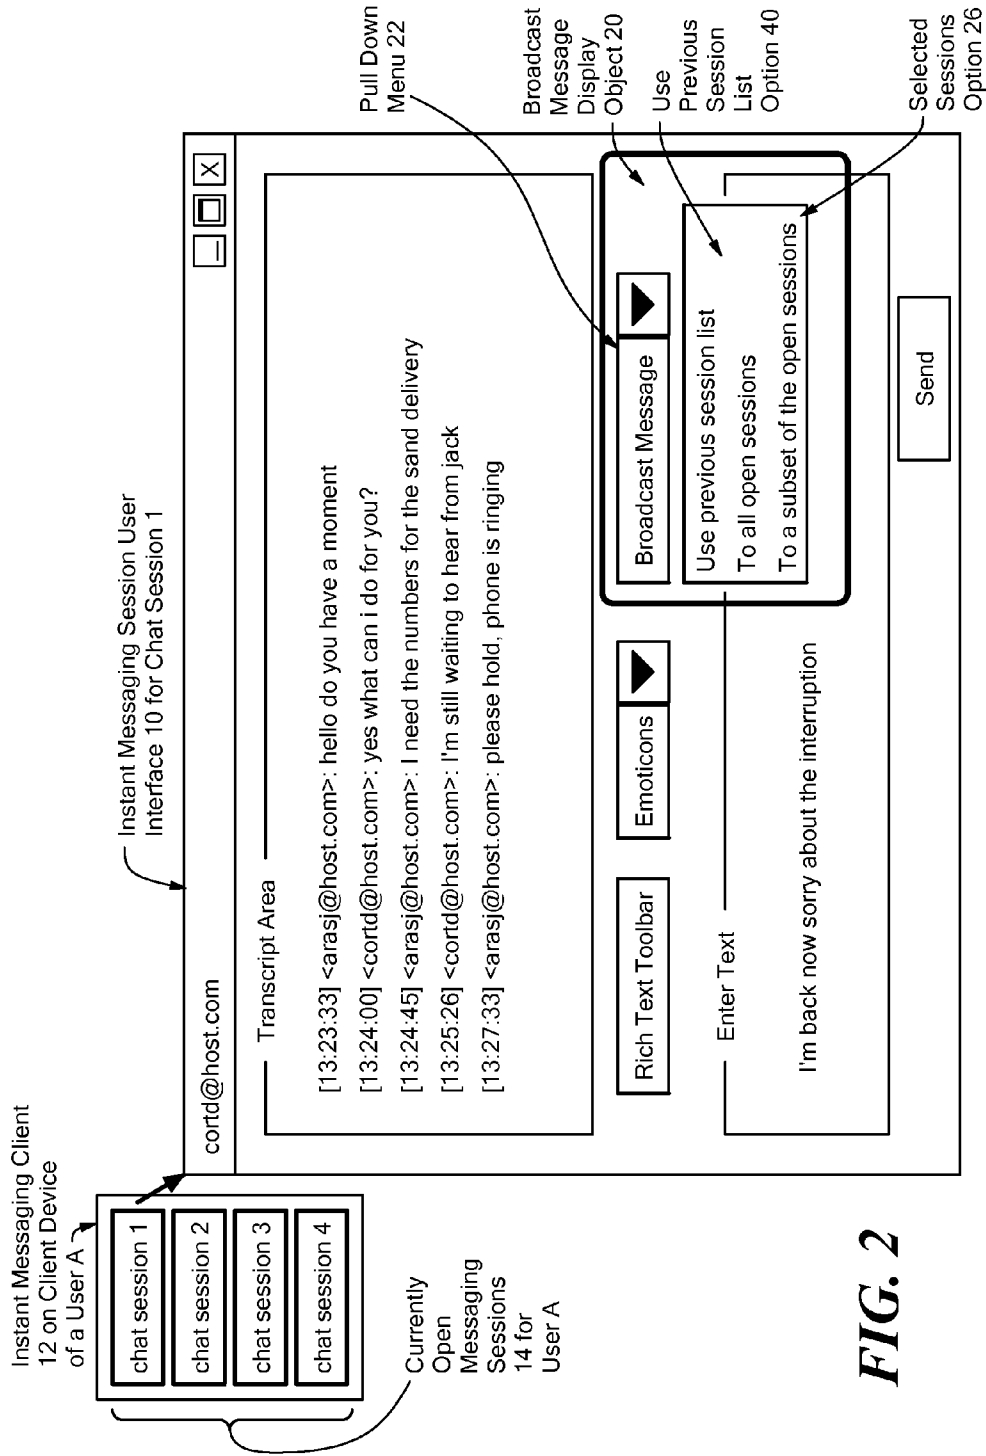 Instant Messaging Client
12 on Client Device
of a User A
chat session 1
chat session 2
chat session 3
chat session 4
Currently
Open
Messaging
Sessions
14 for
User A
Instant Messaging Session User
Interface 10 for Chat Session 1
cortd@host.com
_
X
Transcript Area
[13:23:33] <arasj@host.com>: hello do you have a moment
[13:24:00] <cortd@host.com>: yes what can i do for you?
[13:24:45] <arasj@host.com>: I need the numbers for the sand delivery
[13:25:26] <cortd@host.com>: I'm still waiting to hear from jack
[13:27:33] <arasj@host.com>: please hold, phone is ringing
Rich Text Toolbar
Emoticons
Broadcast Message
Use previous session list
To all open sessions
To a subset of the open sessions
Enter Text
I'm back now sorry about the interruption
Send
Pull Down
Menu 22
Broadcast
Message
Display
Object 20
Use
Previous
Session
List
Option 40
Selected
Sessions
Option 26
FIG. 2